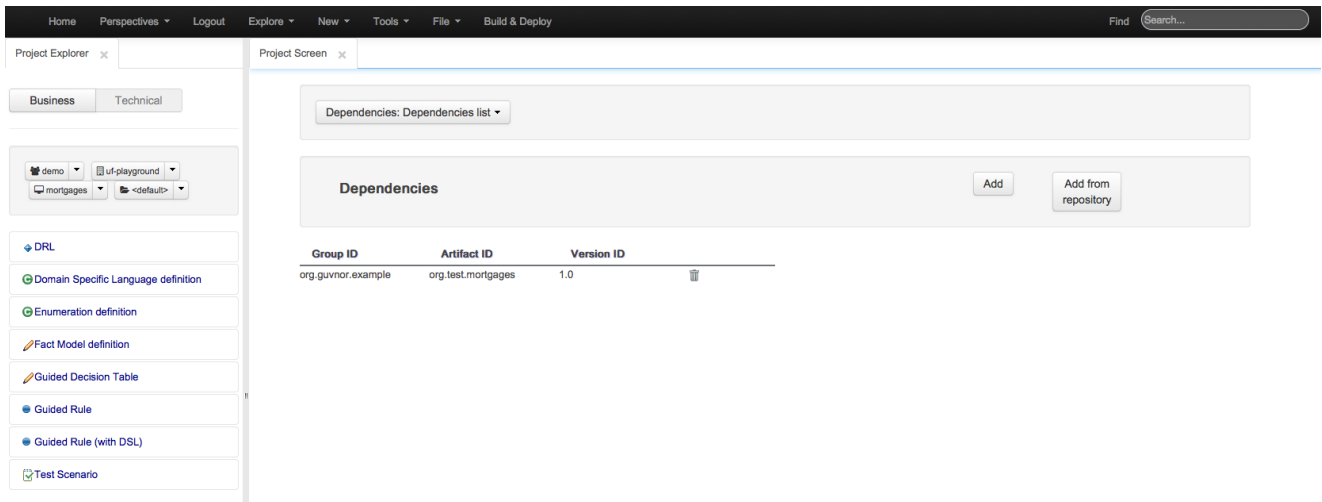 Home Perspectives Logout Explore New Tools File Build & Deploy Find Search...
Project Explorer Project Screen
Business Technical
Dependencies: Dependencies list
demo uf-playground
mortgages <default>
Dependencies Add Add from
repository
DRL
Domain Specific Language definition
Enumeration definition
Fact Model definition
Guided Decision Table
Guided Rule
Guided Rule (with DSL)
Test Scenario
Group ID Artifact ID Version ID
org.guvnor.example org.test.mortgages 1.0